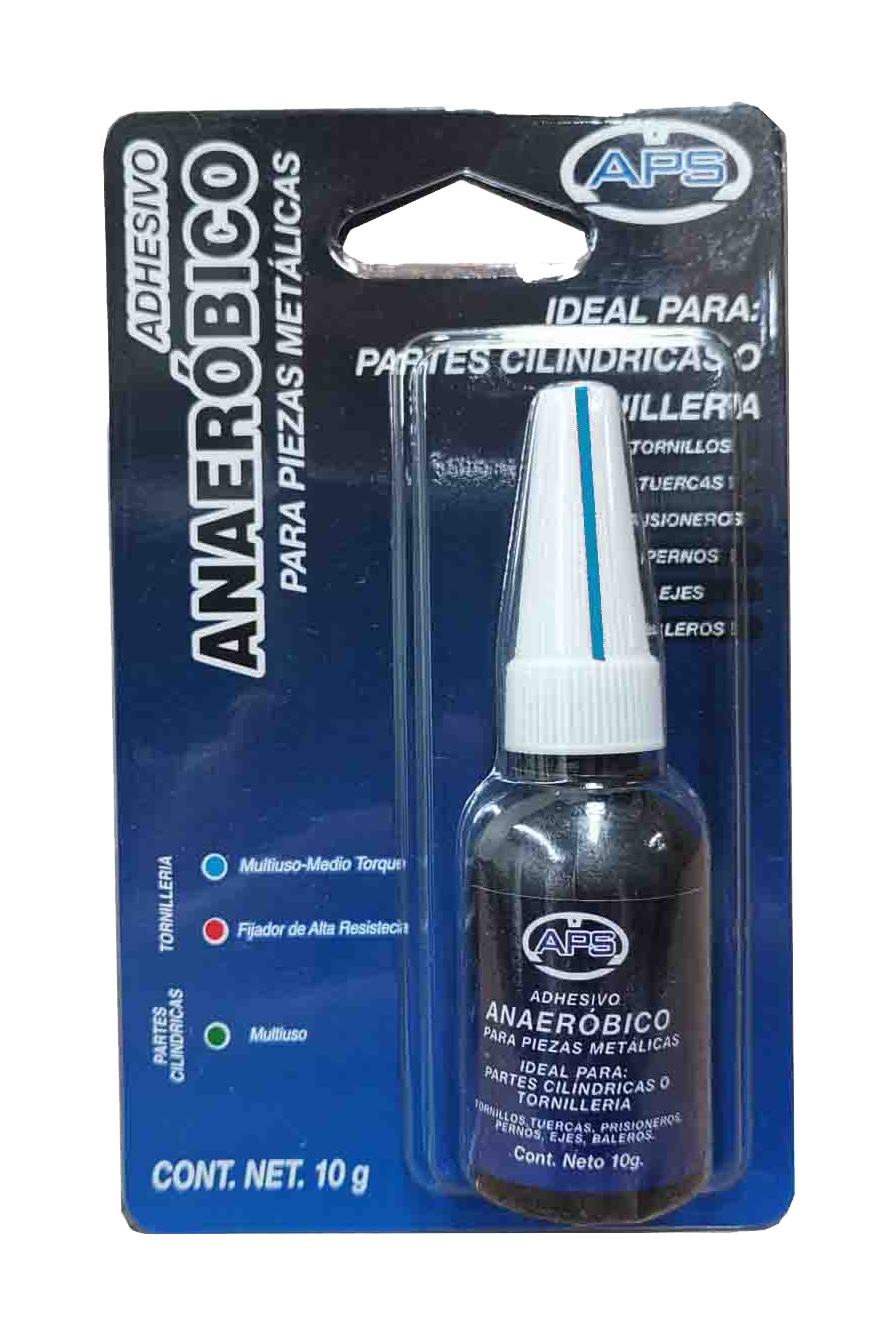 ADHESIVO
ANAERÓBICO
PARA PIEZAS METÁLICAS
APS
IDEAL PARA:
PARTES CILINDRICAS O
TORNILLOS
TUERCAS
PERNOS
EJES
TORNILLERIA
Multiuso-Medio Torque
Fijador de Alta Resistecia
PARTES
CILINDRICAS
Multiuso
CONT. NET. 10 g
APS
ADHESIVO
ANAERÓBICO
PARA PIEZAS METÁLICAS
IDEAL PARA:
PARTES CILÍNDRICAS O
TORNILLERIA
TORNILLOS, TUERCAS, PRISIONEROS,
PERNOS, EJES, BALEROS.
Cont. Neto 10g.